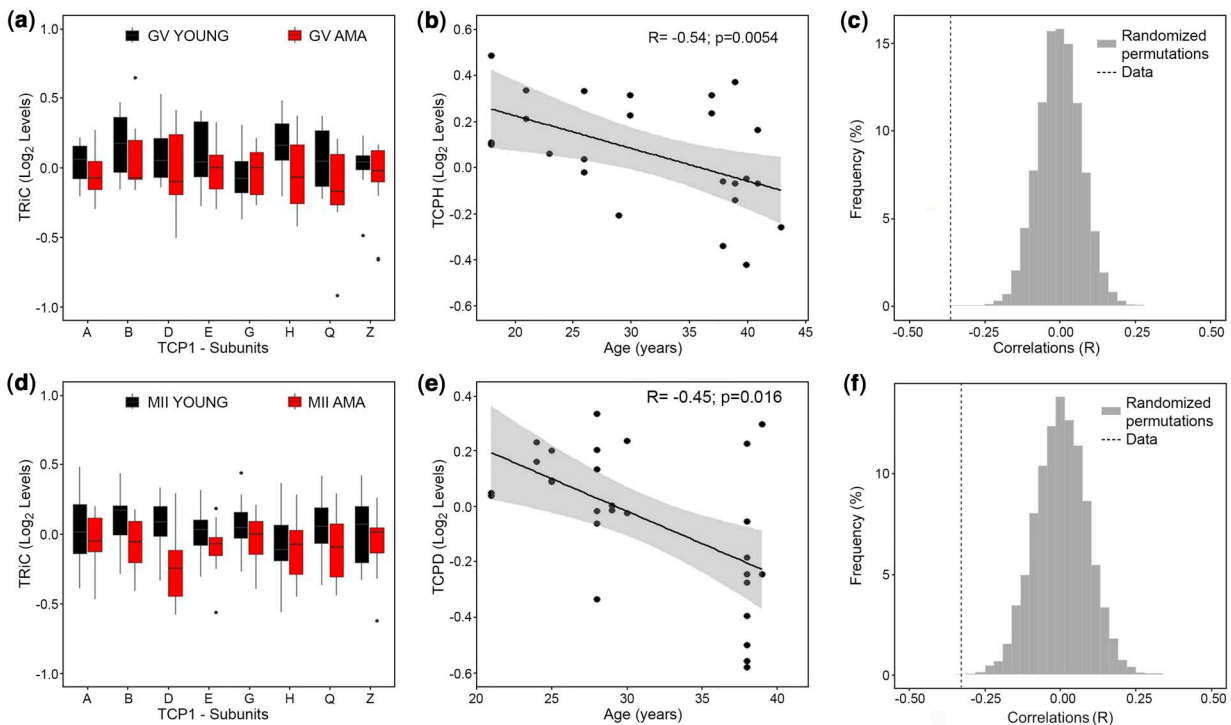 (a)
GV YOUNG GV AMA
TRiC (Log2 Levels)
1.0
0.5
0.0
-0.5
-1.0
A B D E G H Q Z
TCP1 - Subunits
(b)
R= -0.54; p=0.0054
TCPH (Log2 Levels)
0.6
0.4
0.2
0.0
-0.2
-0.4
-0.6
20 25 30 35 40 45
Age (years)
(c)
Randomized
permutations
Data
Frequency (%)
15
10
5
0
-0.50 -0.25 0.00 0.25 0.50
Correlations (R)
(d)
MII YOUNG MII AMA
TRiC (Log2 Levels)
1.0
0.5
0.0
-0.5
-1.0
A B D E G H Q Z
TCP1 - Subunits
(e)
R= -0.45; p=0.016
TCPD (Log2 Levels)
0.4
0.2
0.0
-0.2
-0.4
-0.6
20 25 30 35 40
Age (years)
(f)
Randomized
permutations
Data
Frequency (%)
10
5
0
-0.50 -0.25 0.00 0.25 0.50
Correlations (R)